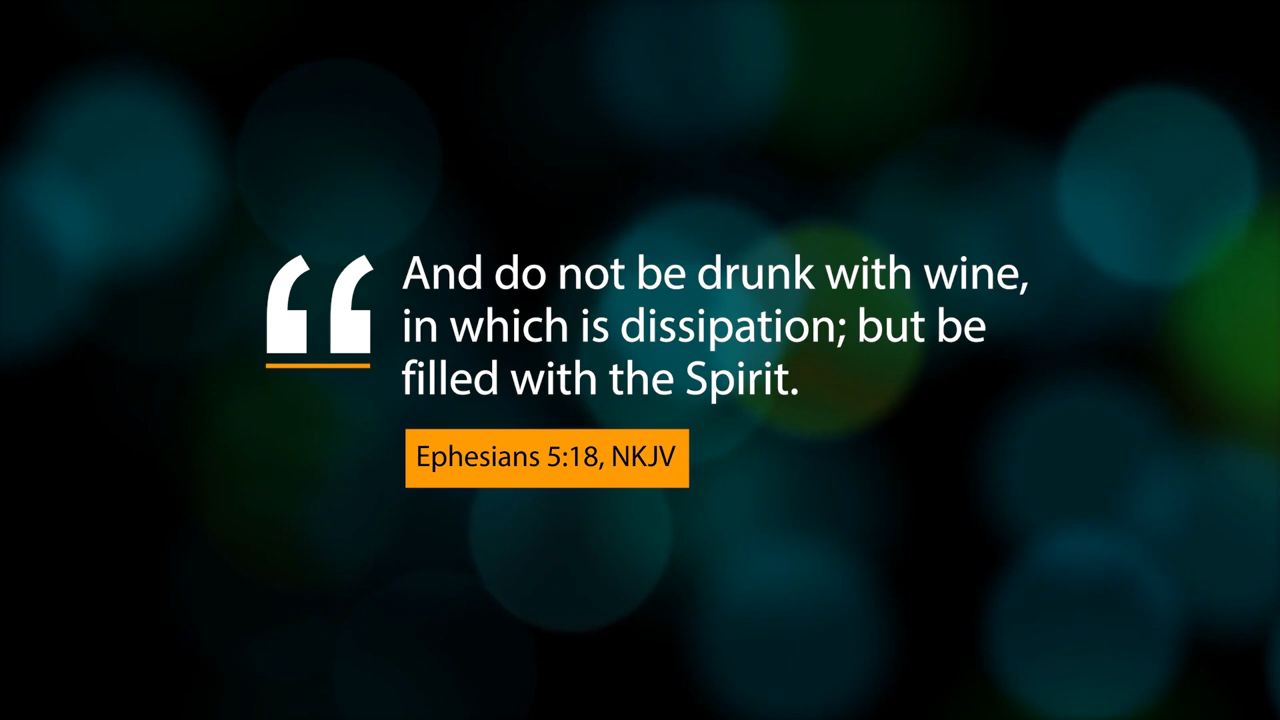 “
And do not be drunk with wine,
in which is dissipation; but be
filled with the Spirit.
Ephesians 5:18, NKJV